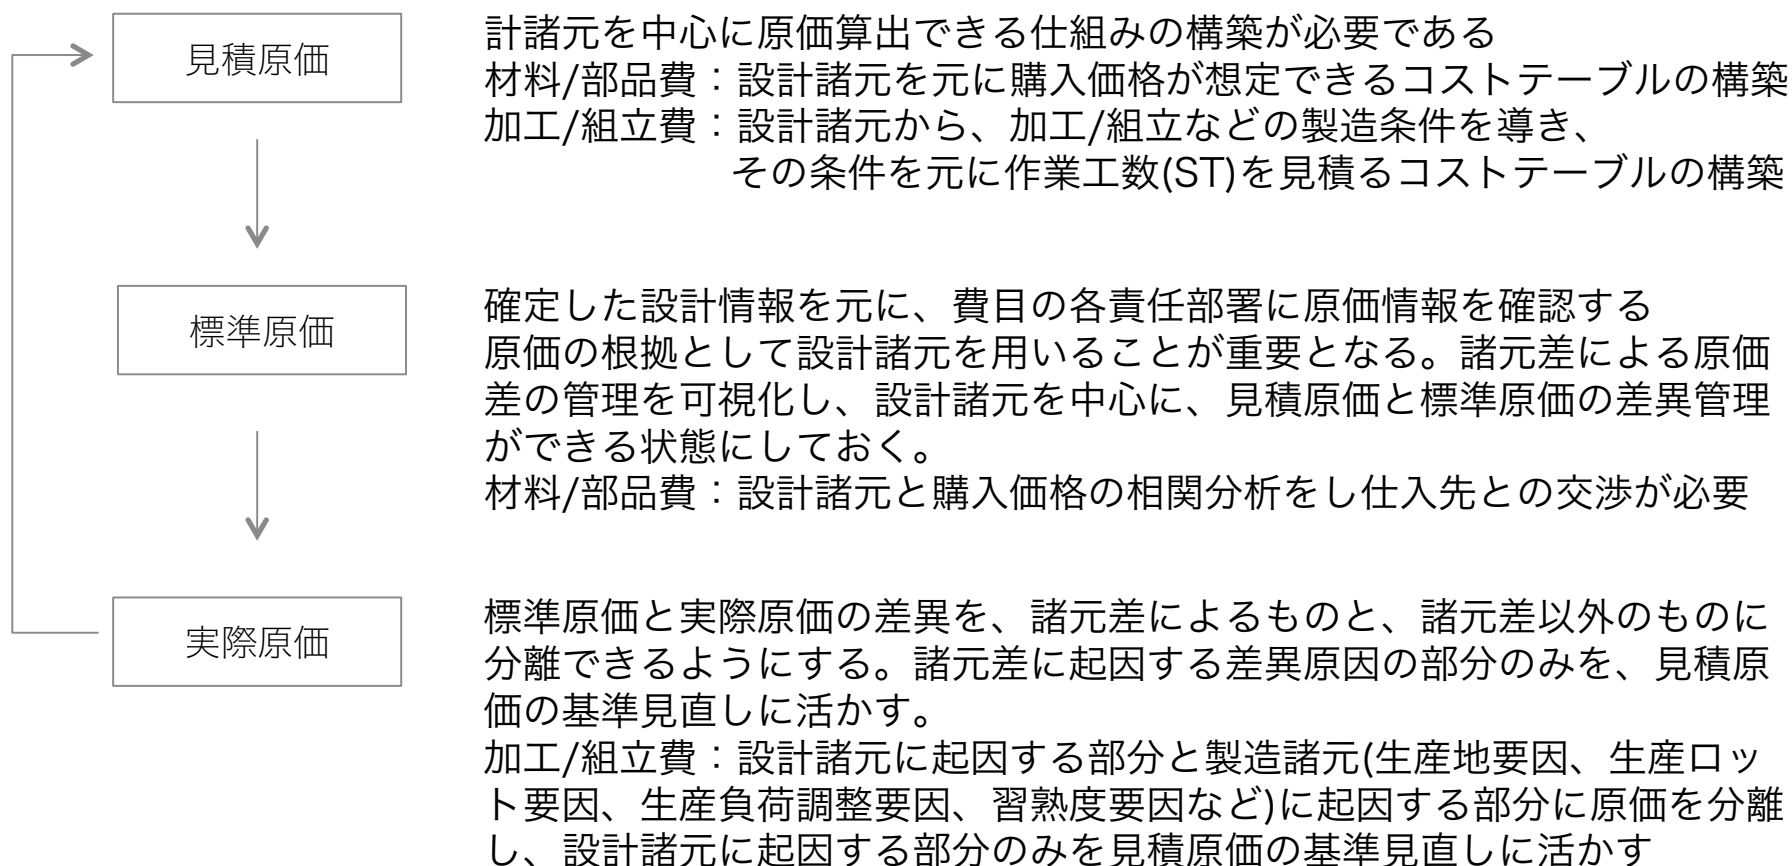 見積原価
計諸元を中心に原価算出できる仕組みの構築が必要である
材料/部品費：設計諸元を元に購入価格が想定できるコストテーブルの構築
加工/組立費：設計諸元から、加工/組立などの製造条件を導き、
その条件を元に作業工数(ST)を見積るコストテーブルの構築
標準原価
確定した設計情報を元に、費目の各責任部署に原価情報を確認する
原価の根拠として設計諸元を用いることが重要となる。諸元差による原価
差の管理を可視化し、設計諸元を中心に、見積原価と標準原価の差異管理
ができる状態にしておく。
材料/部品費：設計諸元と購入価格の相関分析をし仕入先との交渉が必要
実際原価
標準原価と実際原価の差異を、諸元差によるものと、諸元差以外のものに
分離できるようにする。諸元差に起因する差異原因の部分のみを、見積原
価の基準見直しに活かす。
加工/組立費：設計諸元に起因する部分と製造諸元(生産地要因、生産ロッ
ト要因、生産負荷調整要因、習熟度要因など)に起因する部分に原価を分離
し、設計諸元に起因する部分のみを見積原価の基準見直しに活かす